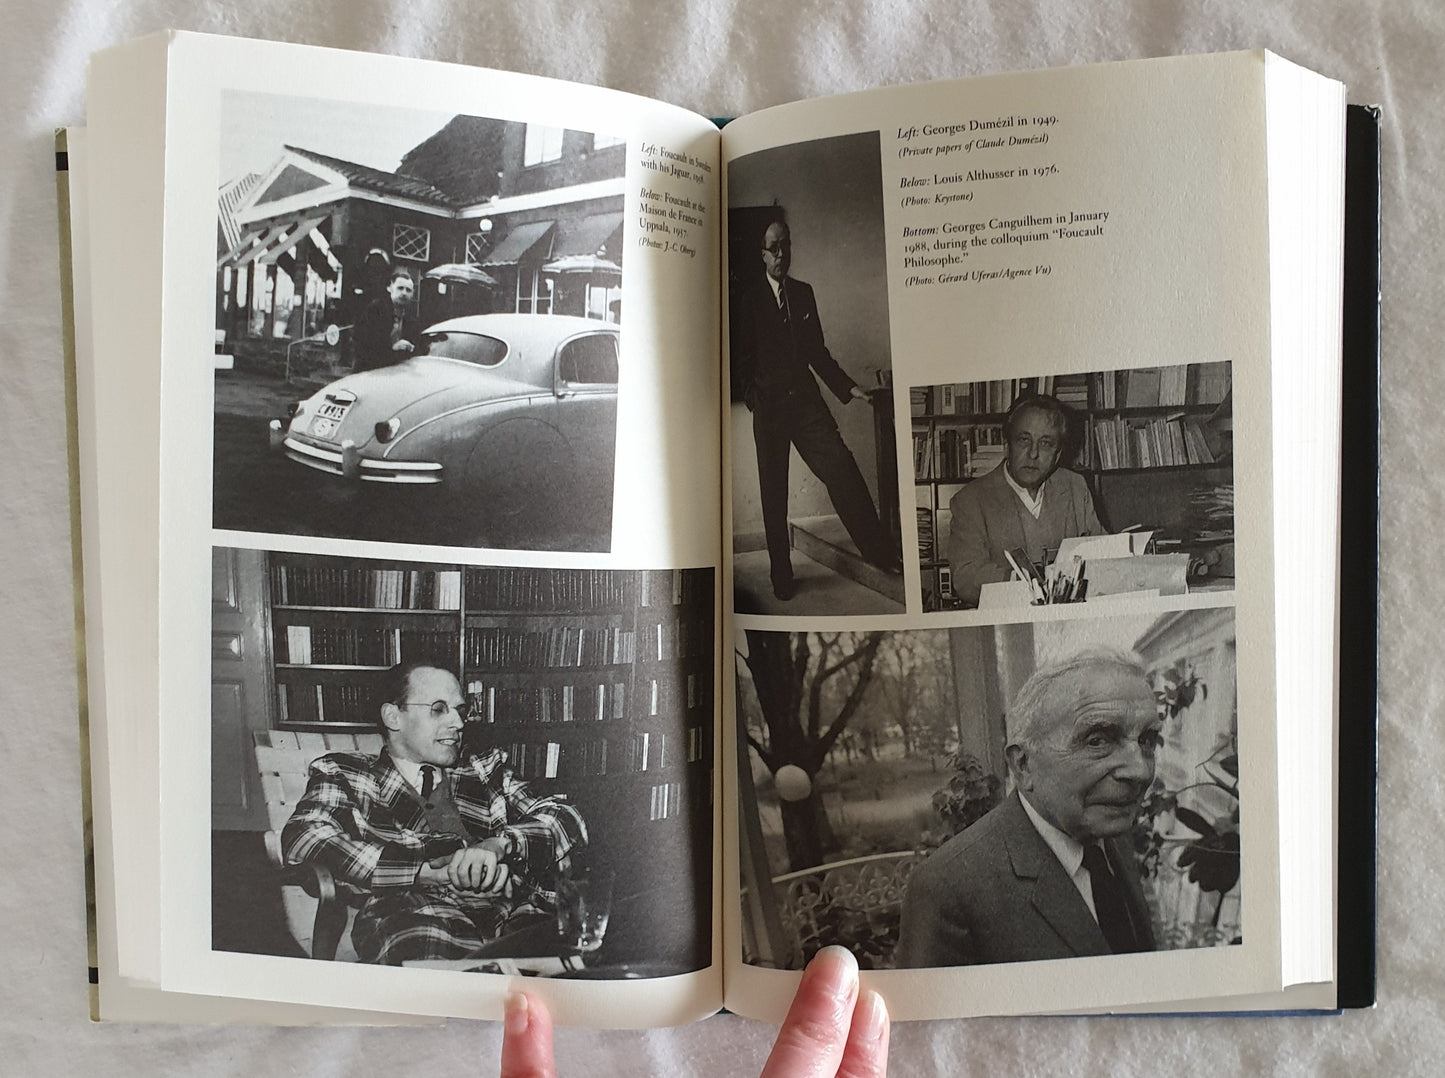 Left: Foucault in Sweden
with his Jaguar, 1958.
Below: Foucault at the
Maison de France in
Uppsala, 1957.
(Photos: J.-C. Oberg)
Left: Georges Dumézil in 1949.
(Private papers of Claude Dumézil)
Below: Louis Althusser in 1976.
(Photo: Keystone)
Bottom: Georges Canguilhem in January
1988, during the colloquium “Foucault
Philosophe.”
(Photo: Gérard Uferas/Agence Vu)